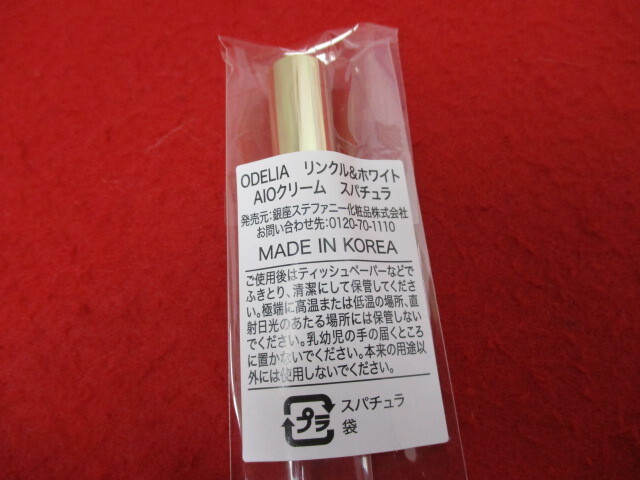 ODELIA リンクル&ホワイト
AIOクリーム スパチュラ
発売元:銀座ステファニー化粧品株式会社
お問い合わせ先:0120-70-1110
MADE IN KOREA
ご使用後はティッシュペーパーなどで
ふきとり、清潔にして保管してくださ
い。極端に高温または低温の場所、直
射日光のあたる場所には保管しない
でください。乳幼児の手の届くところ
に置かないでください。本来の用途以
外には使用しないでください。
プラ
スパチュラ
袋